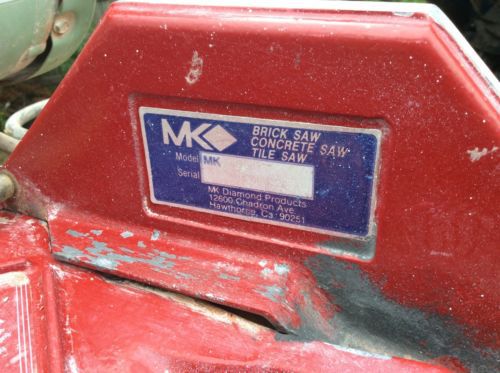 MK
BRICK SAW
CONCRETE SAW
TILE SAW
Model MK
Serial
MK Diamond Products
12600 Chadron Ave.
Hawthorne, Ca. 90251